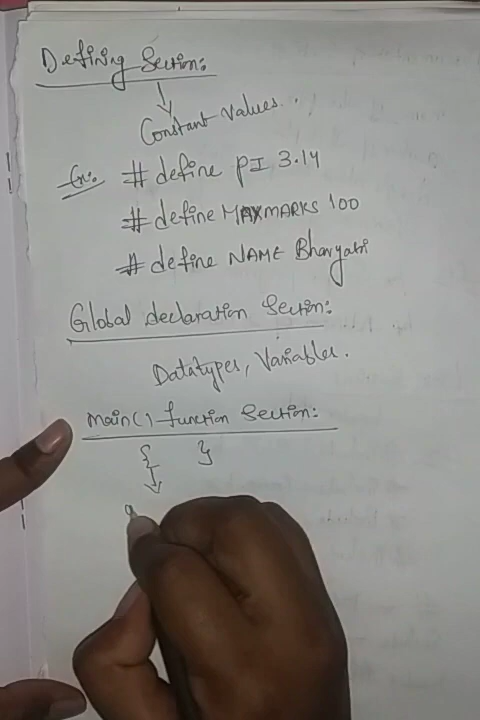 Defining Section:
Constant Values.
Ex:- # define PI 3.14
# define MAXMARKS 100
# define NAME Bhargavi
Global declaration Section:
Datatypes, Variables.
Main() function Section:
{ }